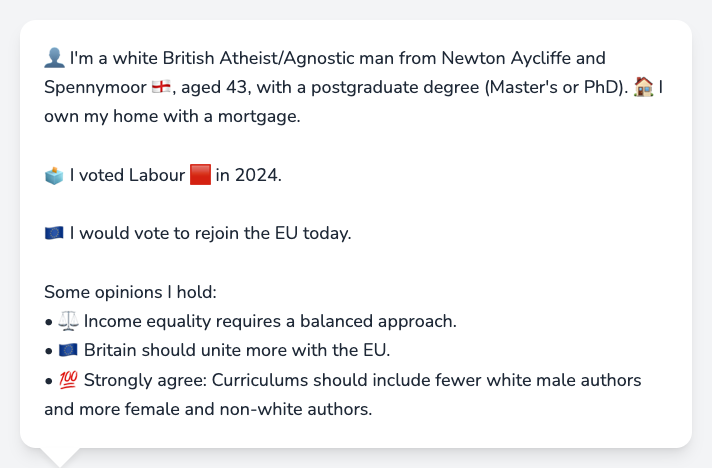 👤 I'm a white British Atheist/Agnostic man from Newton Aycliffe and
Spennymoor 🏴󠁧󠁢󠁥󠁮󠁧󠁿, aged 43, with a postgraduate degree (Master's or PhD). 🏠 I
own my home with a mortgage.
🗳️ I voted Labour 🟥 in 2024.
🇪🇺 I would vote to rejoin the EU today.
Some opinions I hold:
• ⚖️ Income equality requires a balanced approach.
• 🇪🇺 Britain should unite more with the EU.
• 💯 Strongly agree: Curriculums should include fewer white male authors
and more female and non-white authors.